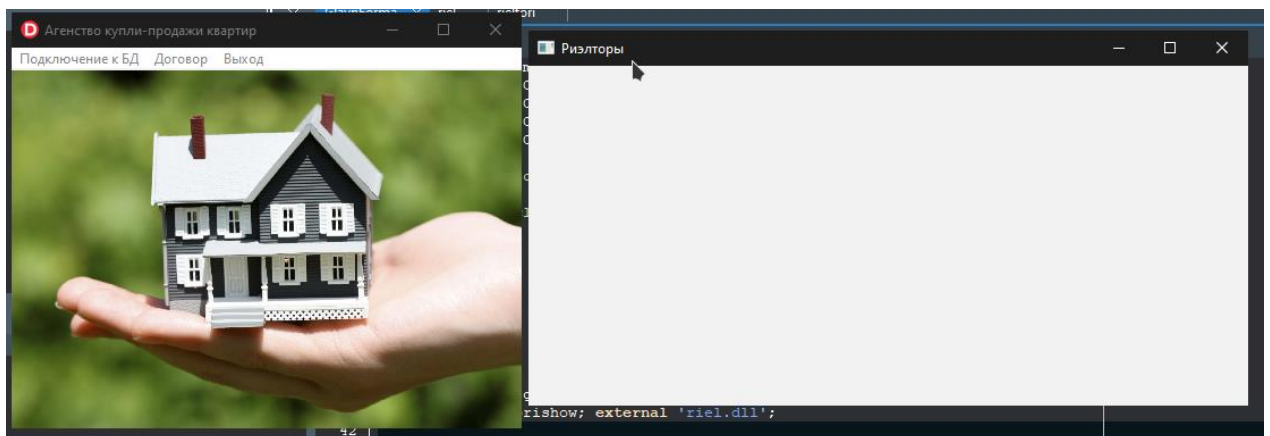 Агенство купли-продажи квартир
Подключение к БД Договор Выход
Риэлторы
rishow; external 'riel.dll';
42